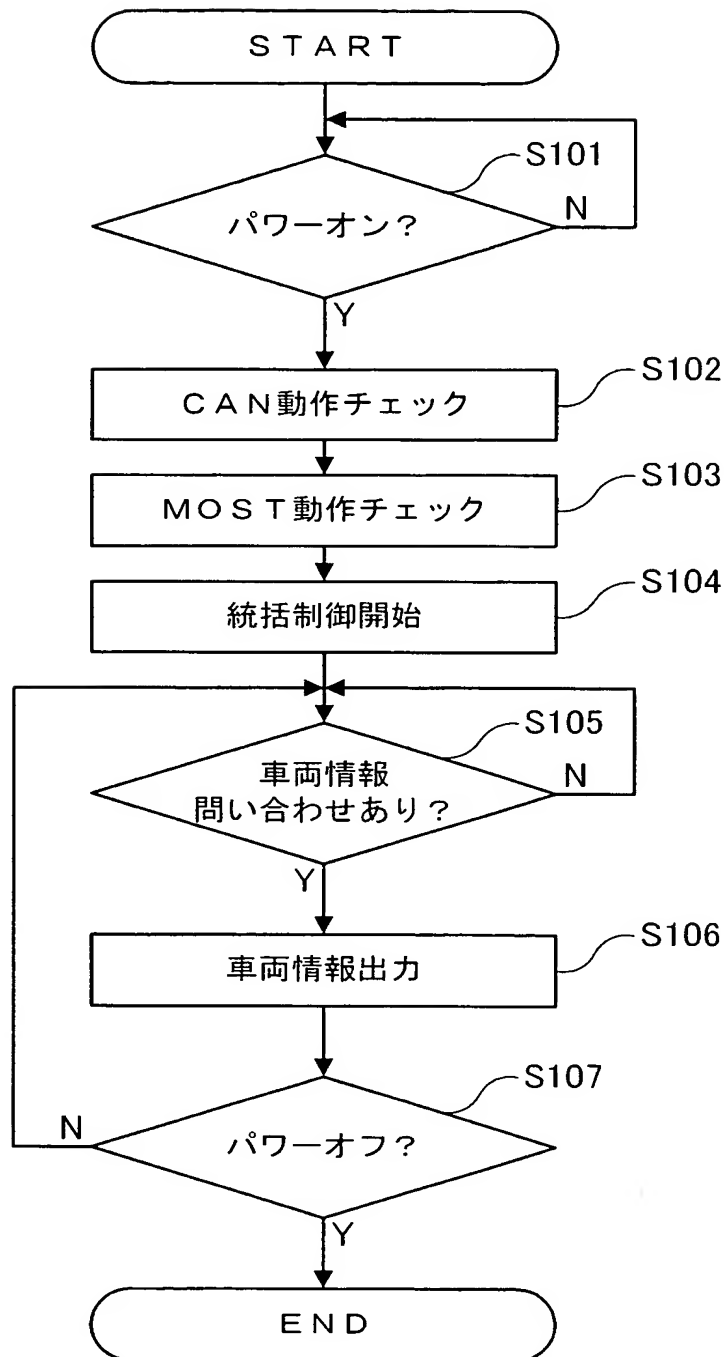 ＳＴＡＲＴ
S101
パワーオン？
N
Y
S102
ＣＡＮ動作チェック
S103
ＭＯＳＴ動作チェック
S104
統括制御開始
S105
車両情報
問い合わせあり？
N
Y
S106
車両情報出力
S107
N
パワーオフ？
Y
ＥＮＤ